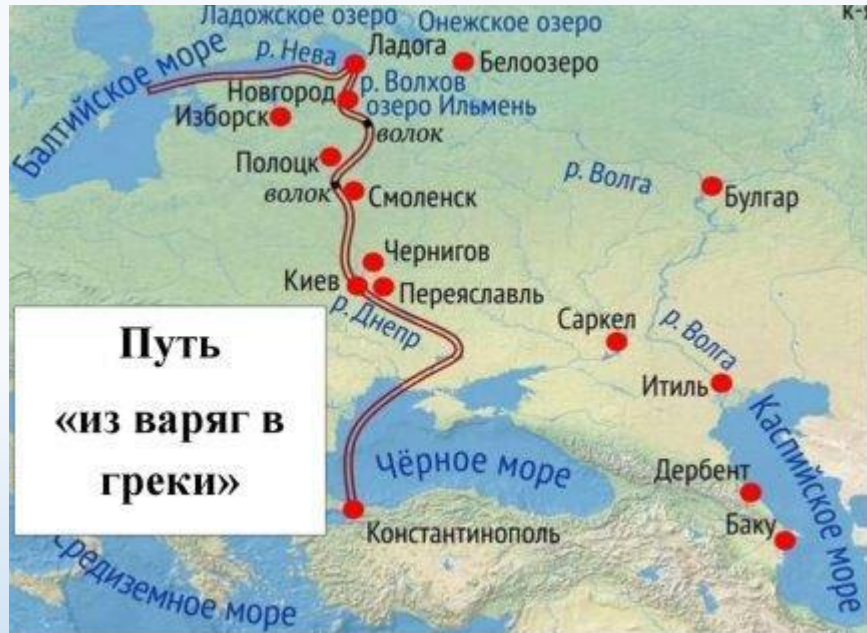 Ладожское озеро
Онежское озеро
к-
Балтийское море
р. Нева
Ладога
Белоозеро
р. Волхов
Новгород
озеро Ильмень
Изборск
волок
Полоцк
волок
Смоленск
р. Волга
Булгар
Чернигов
Киев
Переяславль
р. Днепр
Саркел
р. Волга
Итиль
Путь
«из варяг в
греки»
Чёрное море
Каспийское море
Дербент
Баку
Константинополь
Средиземное море